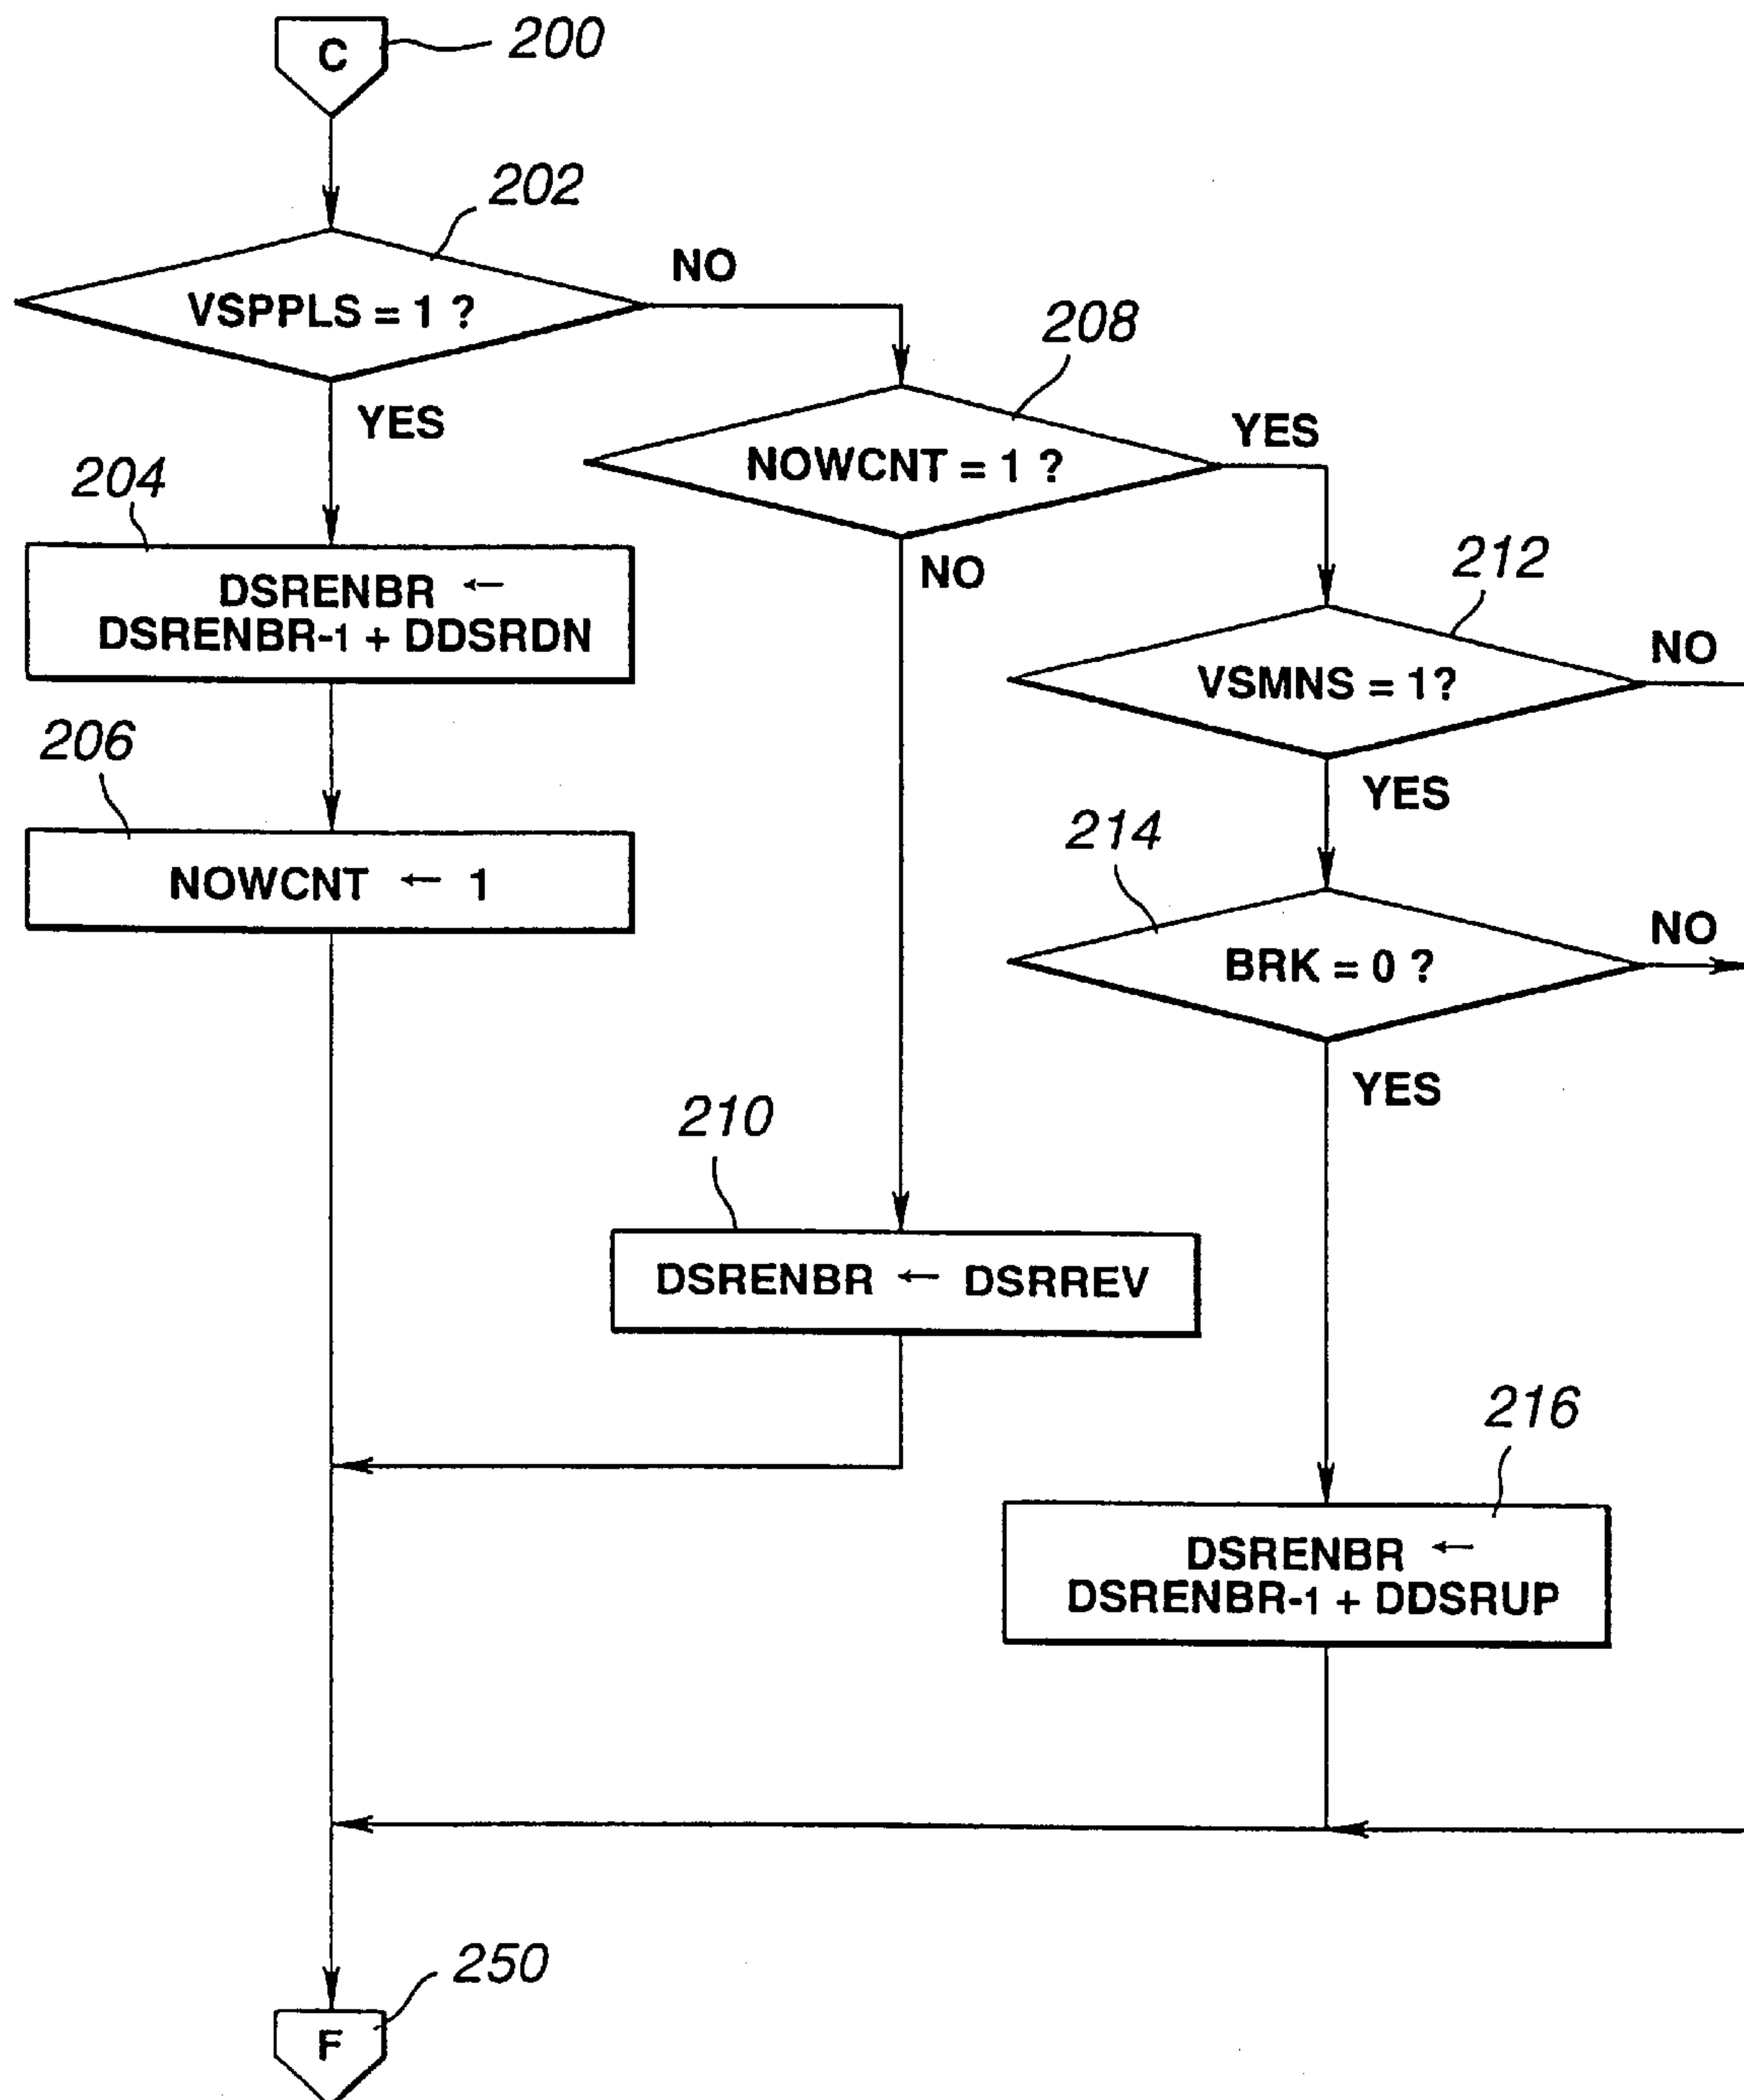 C
200
202
VSPPLS = 1 ?
NO
YES
208
NOWCNT = 1 ?
YES
NO
204
DSRENBR ←
DSRENBR-1 + DDSRDN
212
VSMNS = 1?
NO
YES
206
NOWCNT ← 1
214
BRK = 0 ?
NO
YES
210
DSRENBR ← DSRREV
216
DSRENBR ←
DSRENBR-1 + DDSRUP
250
F